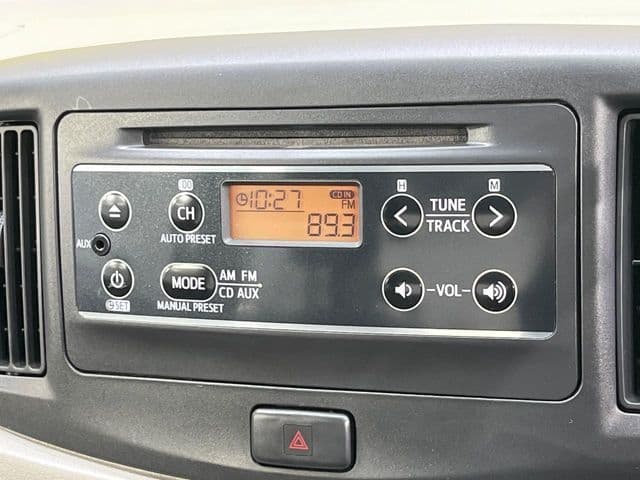 00
CH
AUTO PRESET
AUX
SET
MODE
AM FM
CD AUX
MANUAL PRESET
10:27
CD IN
FM
89.3
H
M
TUNE
TRACK
VOL